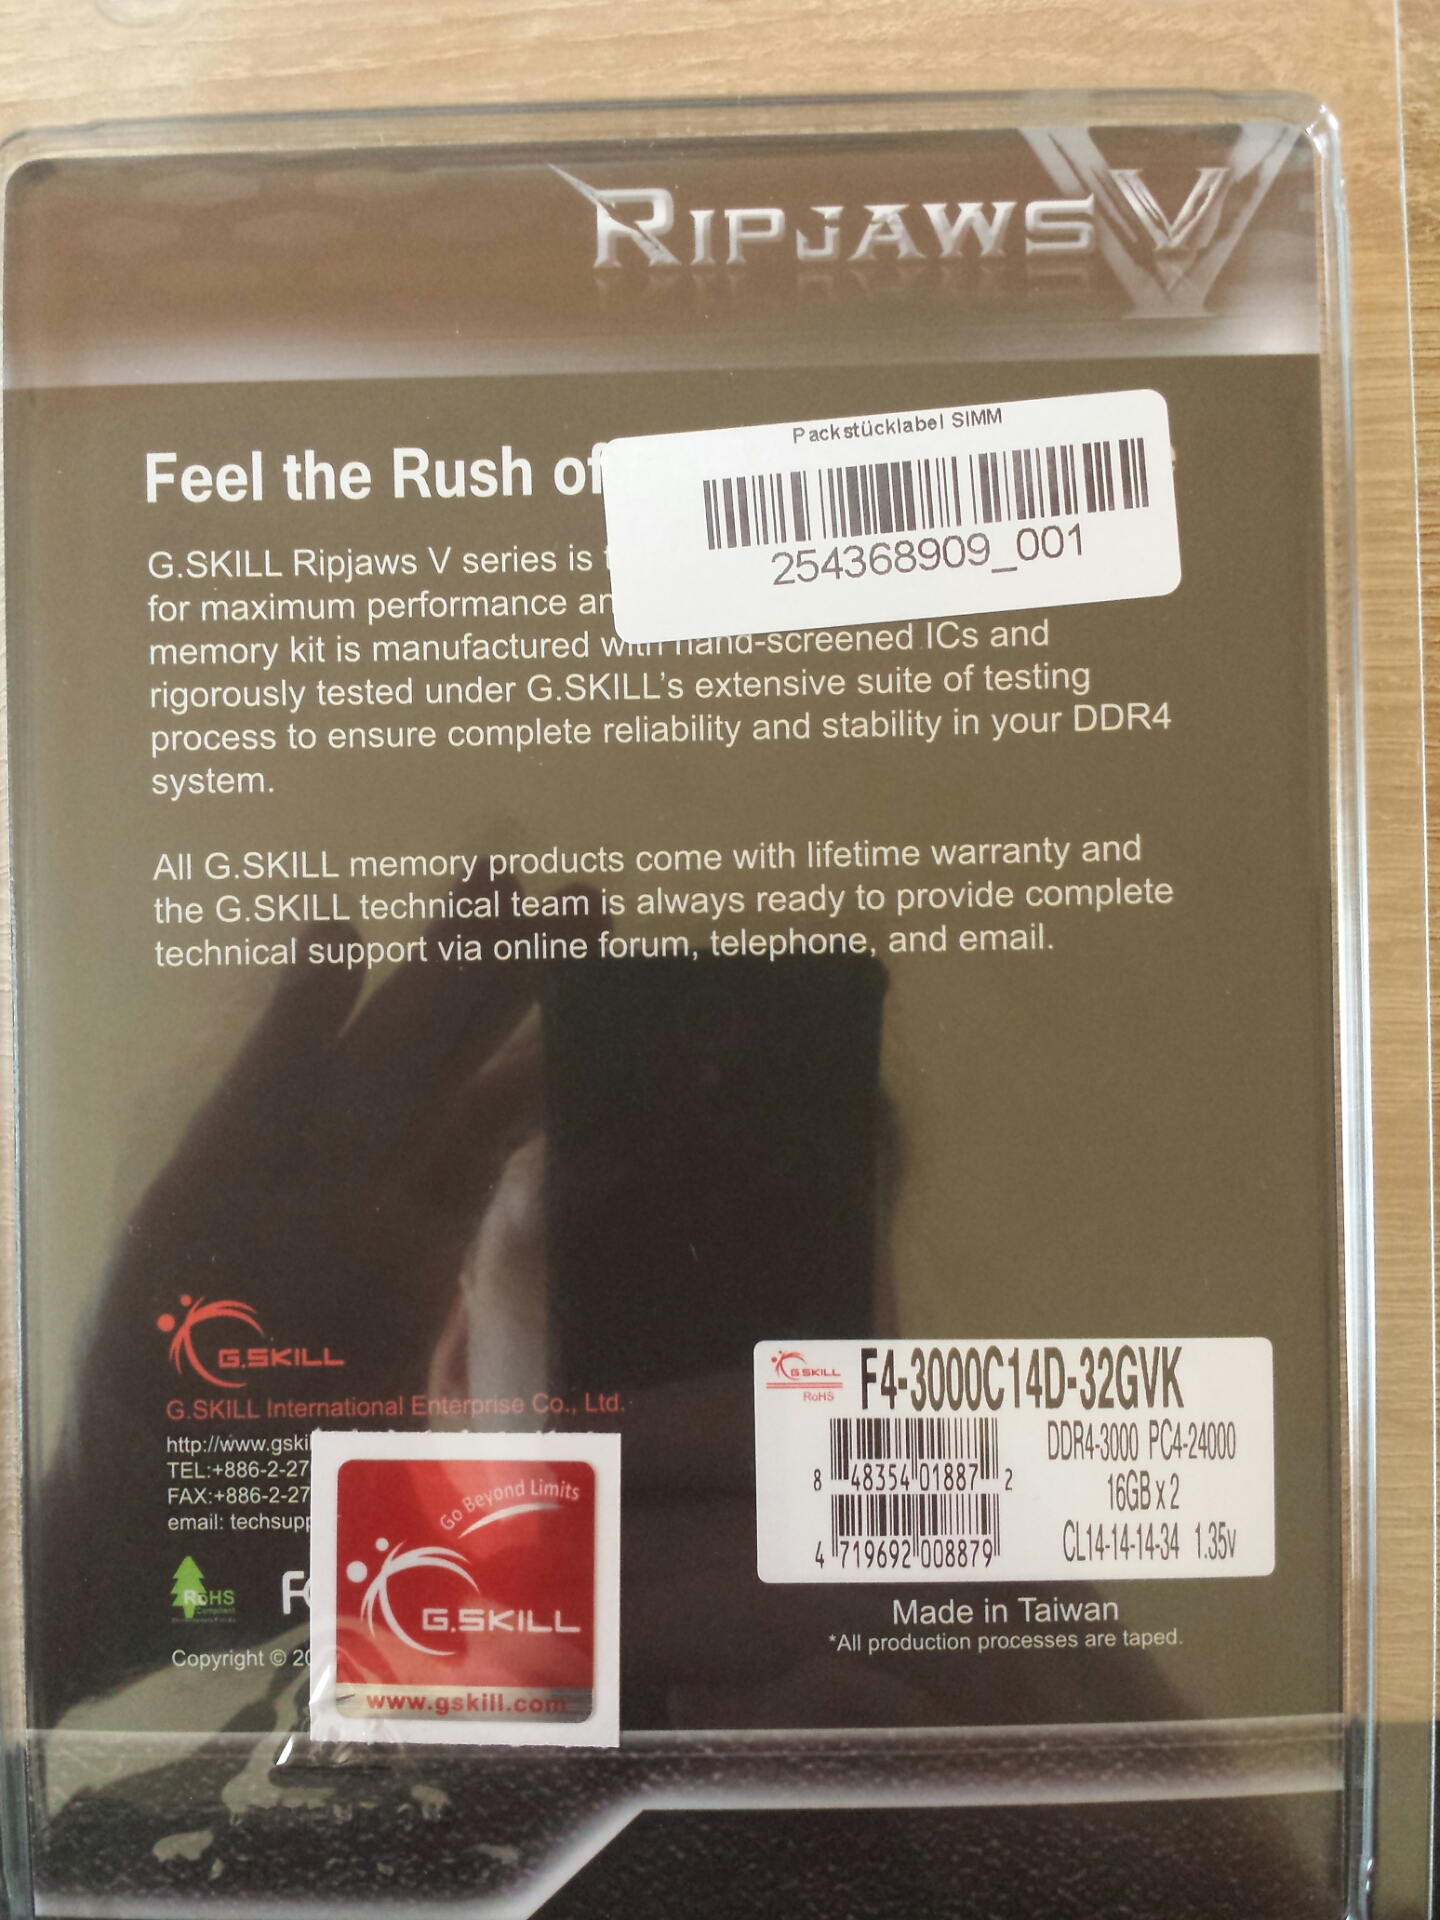 RIPJAWS V
Feel the Rush of
Packstücklabel SIMM
254368909_001
G.SKILL Ripjaws V series is
for maximum performance
memory kit is manufactured with hand-screened ICs and
rigorously tested under G.SKILL's extensive suite of testing
process to ensure complete reliability and stability in your DDR4
system.
All G.SKILL memory products come with lifetime warranty and
the G.SKILL technical team is always ready to provide complete
technical support via online forum, telephone, and email.
G.SKILL
G.SKILL International Enterprise Co., Ltd.
http://www.gski
TEL:+886-2-27
FAX:+886-2-27
email: techsupp
RoHS
Compliant
Copyright ©
Go Beyond Limits
G.SKILL
www.gskill.com
G.SKILL
RoHS
F4-3000C14D-32GVK
DDR4-3000 PC4-24000
16GB x 2
CL14-14-14-34 1.35v
8 48354 01887 2
4 719692 008879
Made in Taiwan
*All production processes are taped.